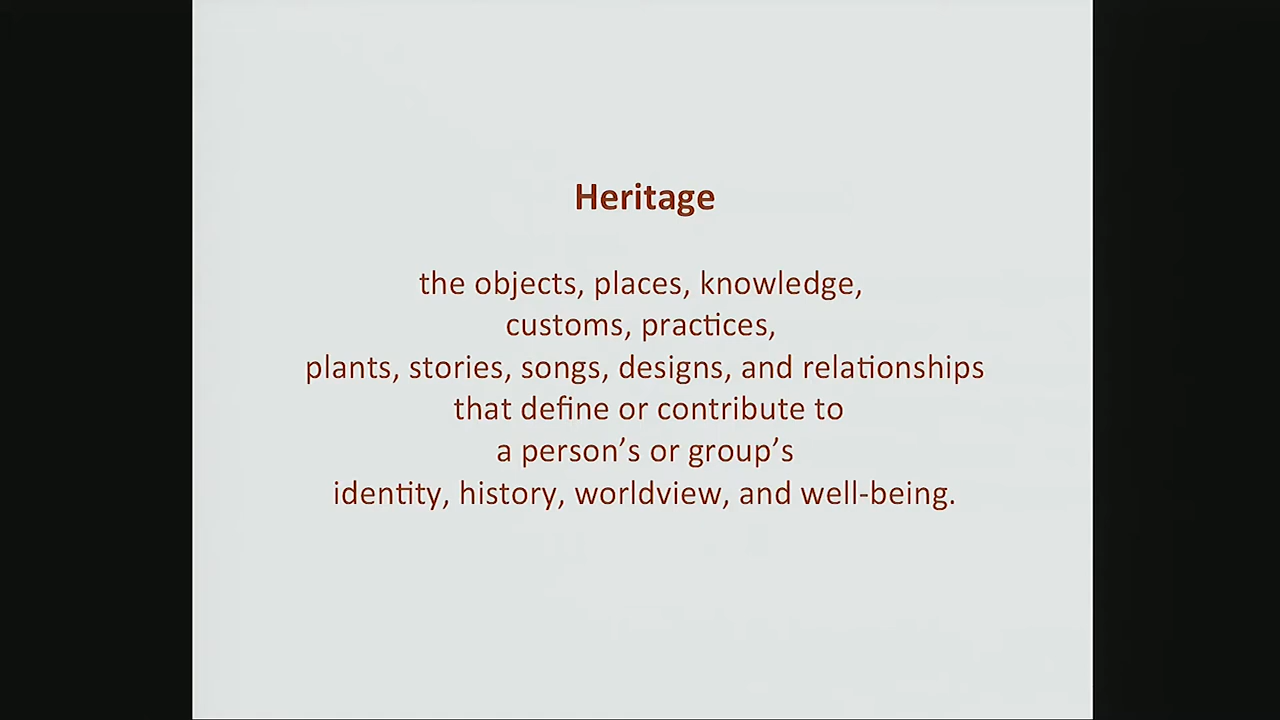 Heritage
the objects, places, knowledge,
customs, practices,
plants, stories, songs, designs, and relationships
that define or contribute to
a person’s or group’s
identity, history, worldview, and well-being.